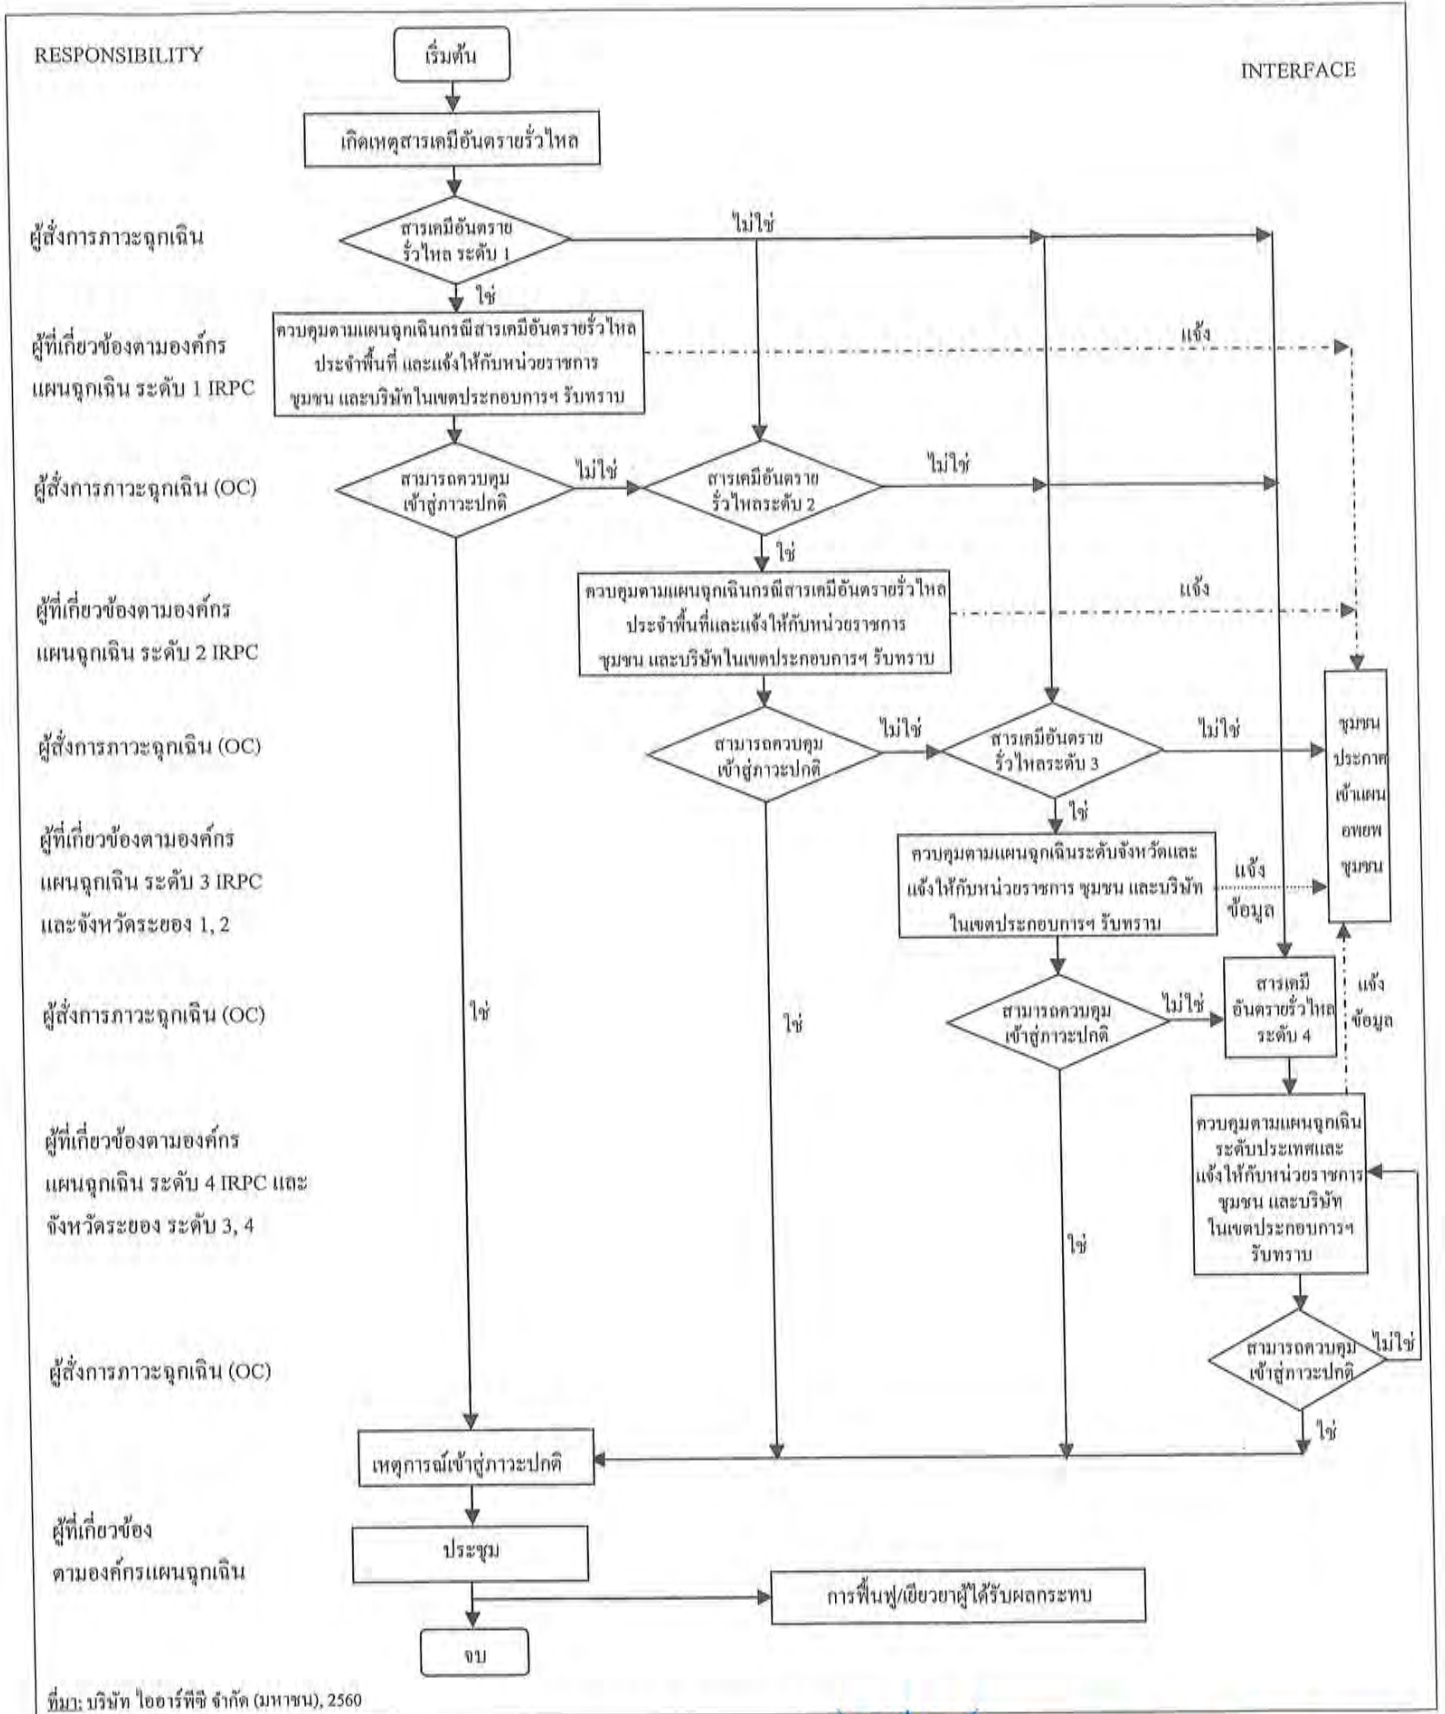 RESPONSIBILITY
เริ่มต้น
INTERFACE
เกิดเหตุสารเคมีอันตรายรั่วไหล
ผู้สั่งการภาวะฉุกเฉิน
สารเคมีอันตราย
รั่วไหล ระดับ 1
ไม่ใช่
ใช่
ผู้ที่เกี่ยวข้องตามองค์กร
แผนฉุกเฉิน ระดับ 1 IRPC
ควบคุมตามแผนฉุกเฉินกรณีสารเคมีอันตรายรั่วไหล
ประจำพื้นที่ และแจ้งให้กับหน่วยราชการ
ชุมชน และบริษัทในเขตประกอบการฯ รับทราบ
แจ้ง
ผู้สั่งการภาวะฉุกเฉิน (OC)
สามารถควบคุม
เข้าสู่ภาวะปกติ
ไม่ใช่
สารเคมีอันตราย
รั่วไหลระดับ 2
ไม่ใช่
ใช่
ผู้ที่เกี่ยวข้องตามองค์กร
แผนฉุกเฉิน ระดับ 2 IRPC
ควบคุมตามแผนฉุกเฉินกรณีสารเคมีอันตรายรั่วไหล
ประจำพื้นที่และแจ้งให้กับหน่วยราชการ
ชุมชน และบริษัทในเขตประกอบการฯ รับทราบ
แจ้ง
ผู้สั่งการภาวะฉุกเฉิน (OC)
สามารถควบคุม
เข้าสู่ภาวะปกติ
ไม่ใช่
สารเคมีอันตราย
รั่วไหลระดับ 3
ไม่ใช่
ชุมชน
ประกาศ
เข้าแผน
อพยพ
ชุมชน
ใช่
ผู้ที่เกี่ยวข้องตามองค์กร
แผนฉุกเฉิน ระดับ 3 IRPC
และจังหวัดระยอง 1, 2
ควบคุมตามแผนฉุกเฉินระดับจังหวัดและ
แจ้งให้กับหน่วยราชการ ชุมชน และบริษัท
ในเขตประกอบการฯ รับทราบ
แจ้ง
ข้อมูล
ผู้สั่งการภาวะฉุกเฉิน (OC)
ใช่
ใช่
สามารถควบคุม
เข้าสู่ภาวะปกติ
ไม่ใช่
สารเคมี
อันตรายรั่วไหล
ระดับ 4
แจ้ง
ข้อมูล
ผู้ที่เกี่ยวข้องตามองค์กร
แผนฉุกเฉิน ระดับ 4 IRPC และ
จังหวัดระยอง ระดับ 3, 4
ใช่
ควบคุมตามแผนฉุกเฉิน
ระดับประเทศและ
แจ้งให้กับหน่วยราชการ
ชุมชน และบริษัท
ในเขตประกอบการฯ
รับทราบ
ผู้สั่งการภาวะฉุกเฉิน (OC)
สามารถควบคุม
เข้าสู่ภาวะปกติ
ไม่ใช่
ใช่
เหตุการณ์เข้าสู่ภาวะปกติ
ผู้ที่เกี่ยวข้อง
ตามองค์กรแผนฉุกเฉิน
ประชุม
การฟื้นฟู/เยียวยาผู้ได้รับผลกระทบ
จบ
ที่มา: บริษัท ไออาร์พีซี จำกัด (มหาชน), 2560